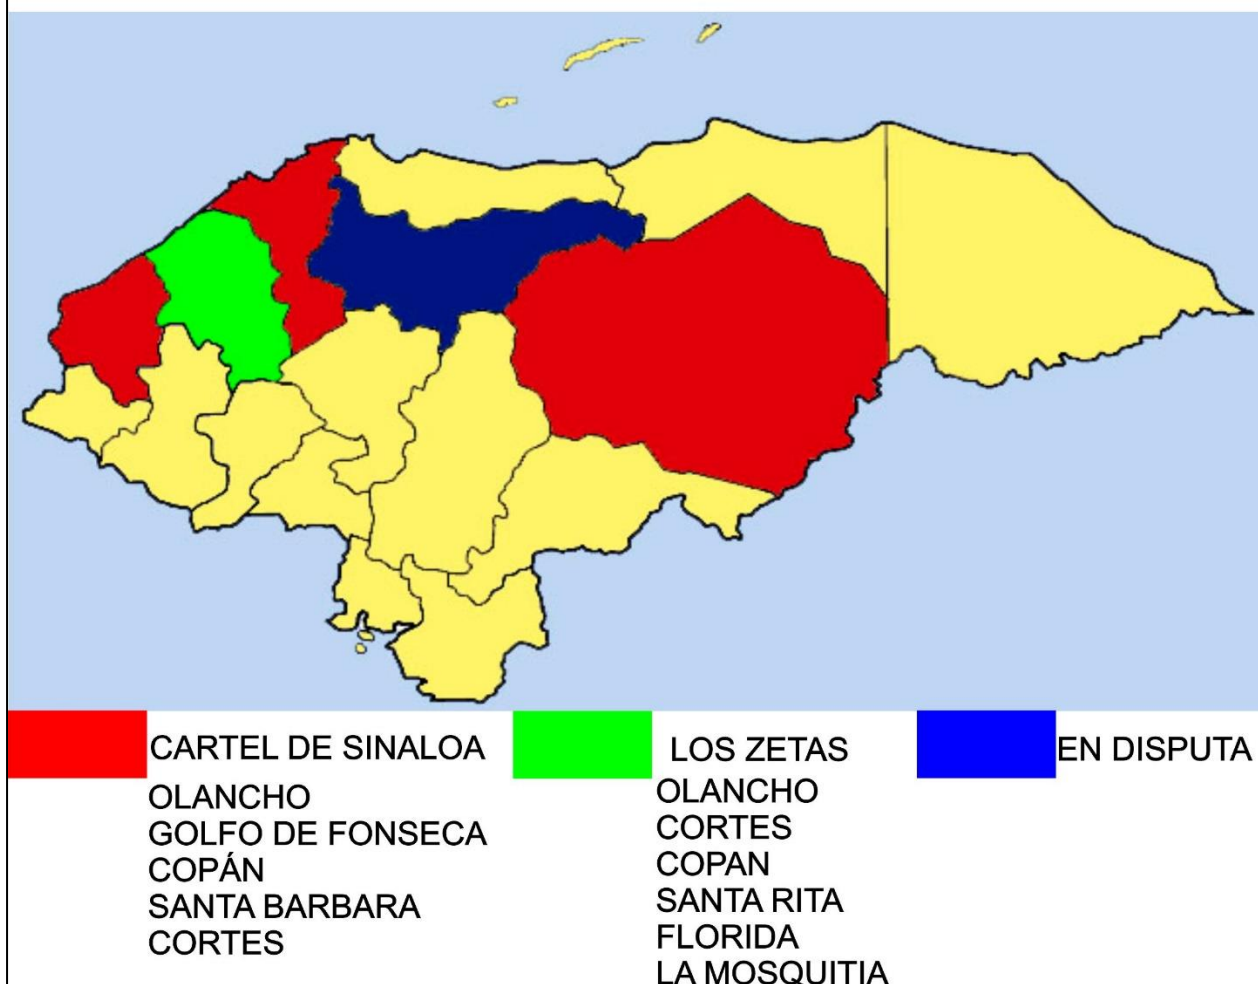 CARTEL DE SINALOA
OLANCHO
GOLFO DE FONSECA
COPÁN
SANTA BARBARA
CORTES
LOS ZETAS
OLANCHO
CORTES
COPAN
SANTA RITA
FLORIDA
LA MOSQUITIA
EN DISPUTA